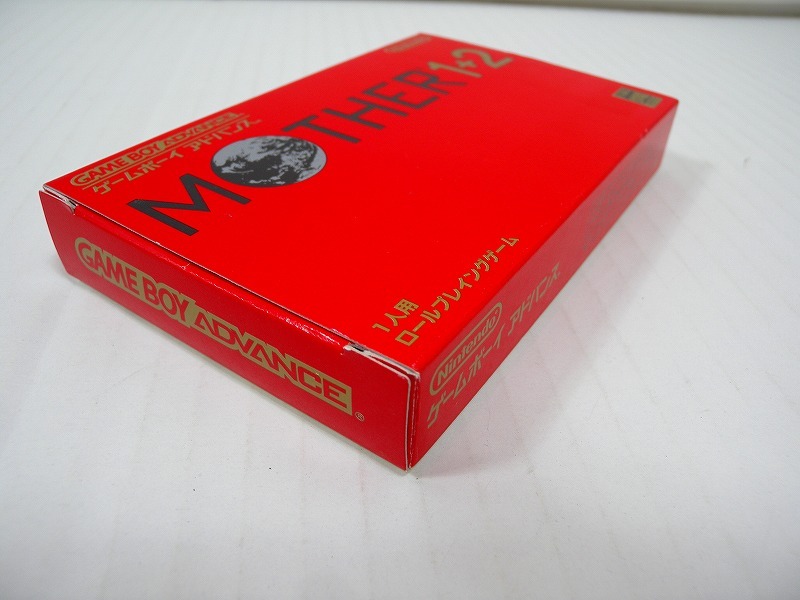 GAME BOY ADVANCE
ゲームボーイ アドバンス
MOTHER1+2
1人用
ロールプレイングゲーム
GAME BOY ADVANCE
Nintendo
ゲームボーイ アドバンス